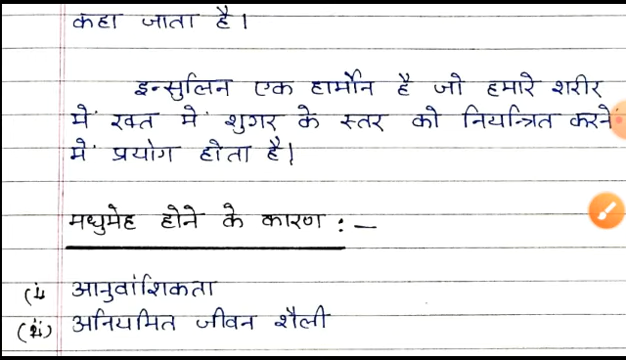 कहा जाता है।
इन्सुलिन एक हार्मोन है जो हमारे शरीर
में रक्त में शुगर के स्तर को नियन्त्रित करने
में प्रयोग होता है।
मधुमेह होने के कारण : –
(i) आनुवांशिकता
(ii) अनियमित जीवन शैली